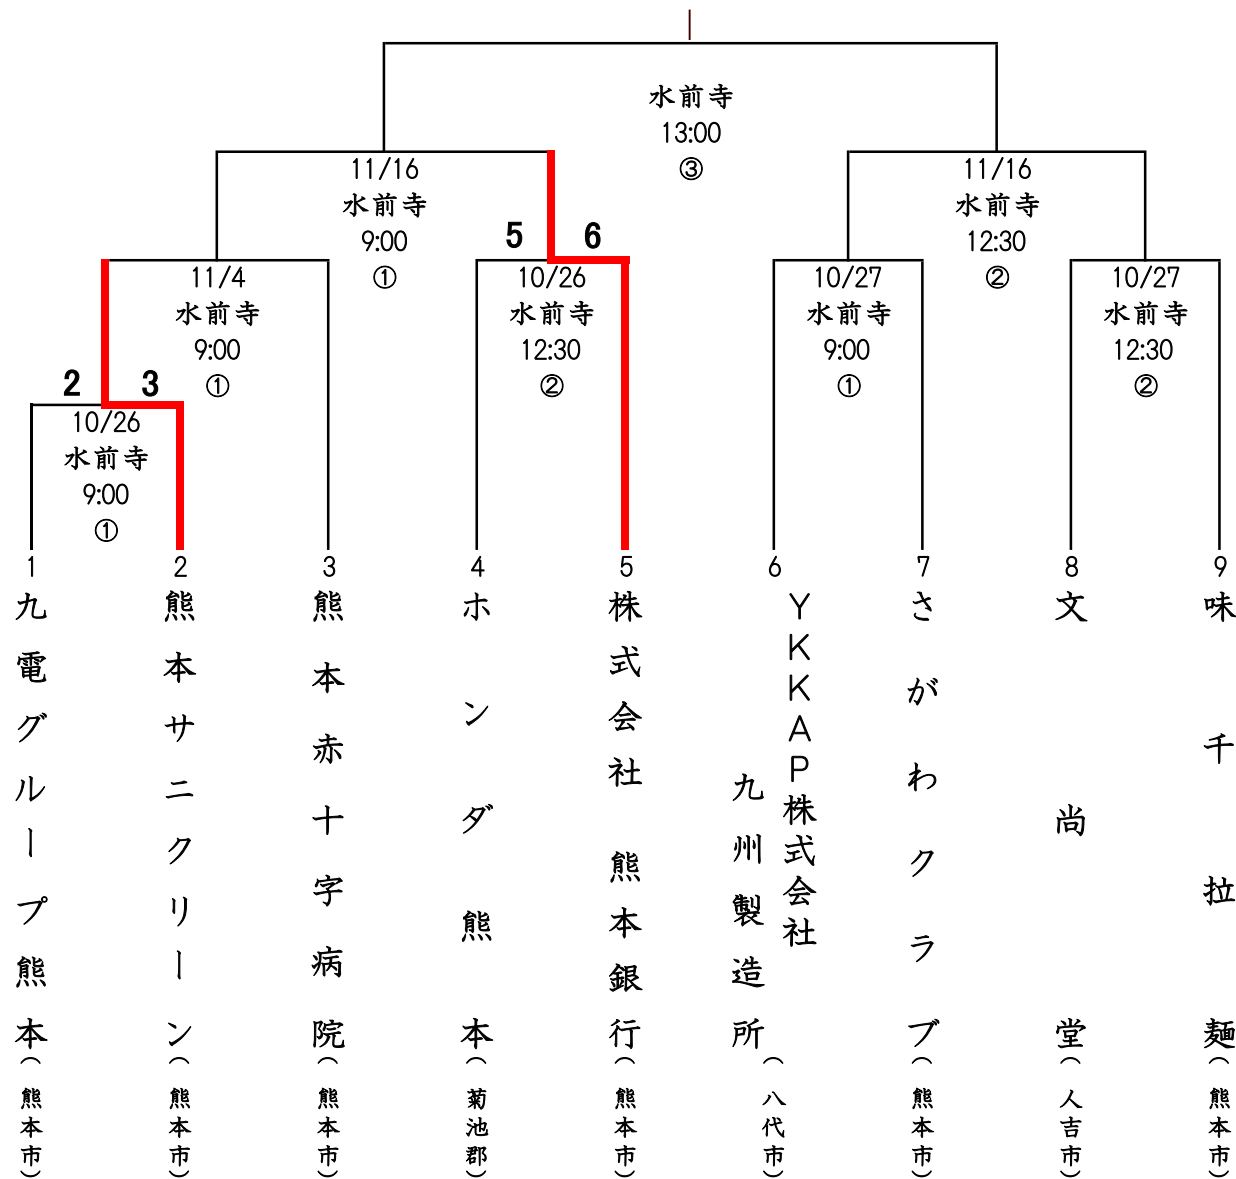 水前寺
13:00
③
11/16
水前寺
9:00
①
11/16
水前寺
12:30
②
5 6
11/4
水前寺
9:00
①
10/26
水前寺
12:30
②
10/27
水前寺
9:00
①
10/27
水前寺
12:30
②
2 3
10/26
水前寺
9:00
①
1
九電グループ熊本
(熊本市)
2
熊本サニクリーン
(熊本市)
3
熊本赤十字病院
(熊本市)
4
ホンダ熊本
(菊池郡)
5
株式会社 熊本銀行
(熊本市)
6
YKKAP株式会社
九州製造所
(八代市)
7
さがわクラブ
(熊本市)
8
文尚堂
(人吉市)
9
味千拉麺
(熊本市)